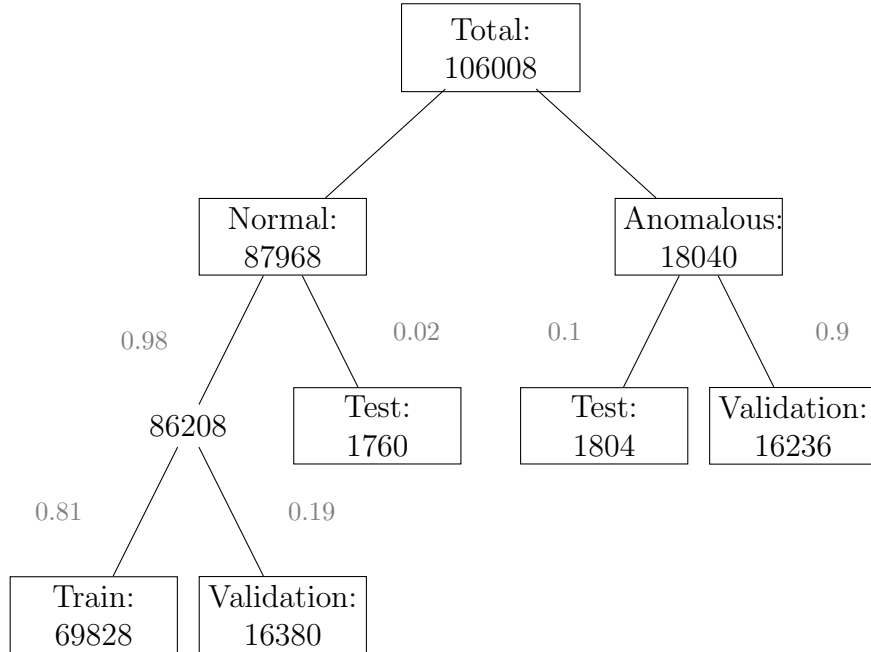 Total:
106008
Normal:
87968
Anomalous:
18040
0.98
0.02
0.1
0.9
86208
Test:
1760
Test:
1804
Validation:
16236
0.81
0.19
Train:
69828
Validation:
16380